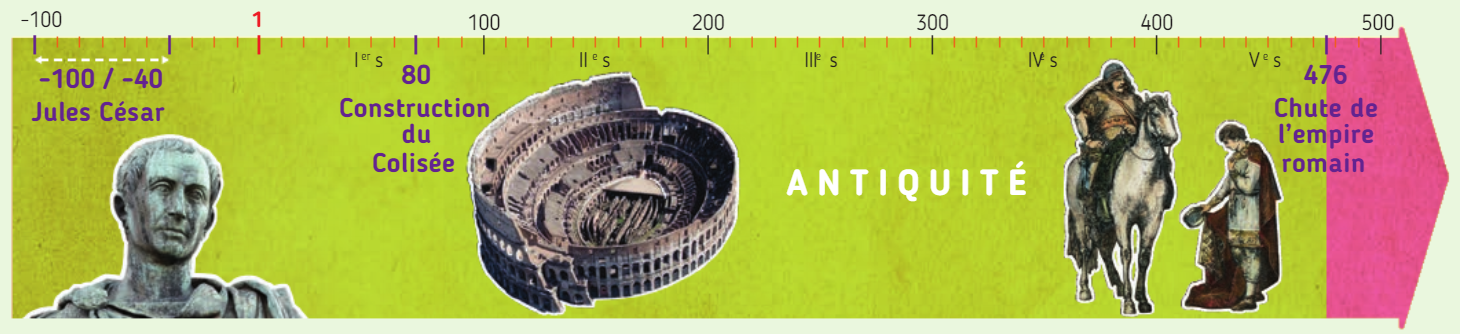 -100 1 100 200 300 400 500
Ier s IIe s IIIe s IVe s Ve s
-100 / -40
Jules César
80
Construction
du
Colisée
ANTIQUITÉ
476
Chute de
l'empire
romain